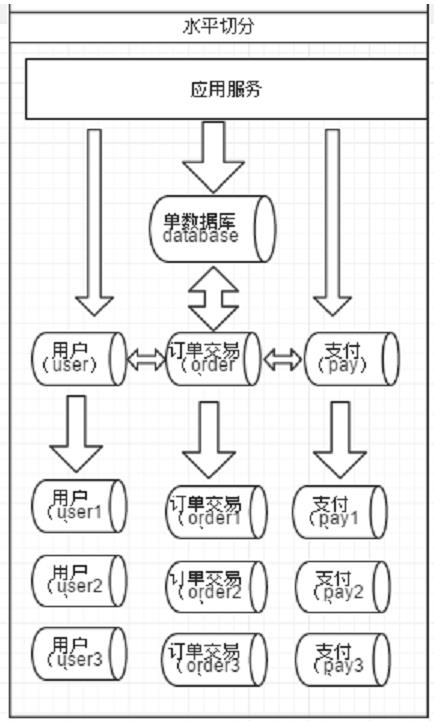 水平切分
应用服务
单数据库
database
用户
（user）
订单交易
（order
支付
（pay）
用户
（user1
订单交易
（order1
支付
（pay1
用户
（user2
订单交易
（order2
支付
（pay2
用户
（user3
订单交易
（order3
支付
（pay3